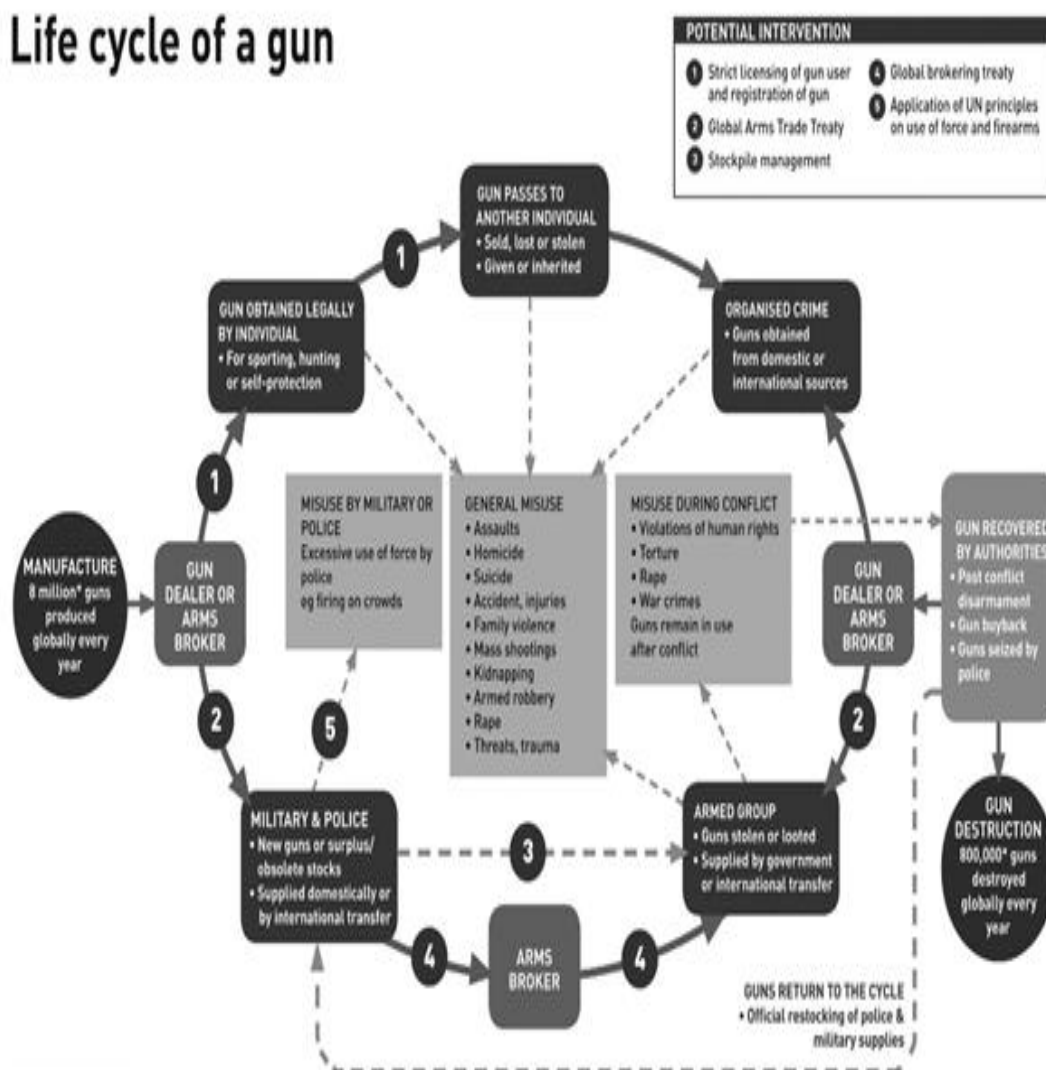 Life cycle of a gun
POTENTIAL INTERVENTION
1 Strict licensing of gun user
and registration of gun
2 Global Arms Trade Treaty
3 Stockpile management
4 Global brokering treaty
5 Application of UN principles
on use of force and firearms
GUN PASSES TO
ANOTHER INDIVIDUAL
• Sold, lost or stolen
• Given or inherited
1
GUN OBTAINED LEGALLY
BY INDIVIDUAL
• For sporting, hunting
or self-protection
ORGANISED CRIME
• Guns obtained
from domestic or
international sources
1
MANUFACTURE
8 million* guns
produced
globally every
year
GUN
DEALER OR
ARMS
BROKER
MISUSE BY MILITARY OR
POLICE
Excessive use of force by
police
eg firing on crowds
GENERAL MISUSE
• Assaults
• Homicide
• Suicide
• Accident, injuries
• Family violence
• Mass shootings
• Kidnapping
• Armed robbery
• Rape
• Threats, trauma
MISUSE DURING CONFLICT
• Violations of human rights
• Torture
• Rape
• War crimes
Guns remain in use
after conflict
GUN
DEALER OR
ARMS
BROKER
GUN RECOVERED
BY AUTHORITIES
• Post conflict
disarmament
• Gun buyback
• Guns seized by
police
2
5
2
MILITARY & POLICE
• New guns or surplus/
obsolete stocks
• Supplied domestically or
by international transfer
3
ARMED GROUP
• Guns stolen or looted
• Supplied by government
or international transfer
GUN
DESTRUCTION
800,000* guns
destroyed
globally every
year
4
ARMS
BROKER
4
GUNS RETURN TO THE CYCLE
• Official restocking of police &
military supplies